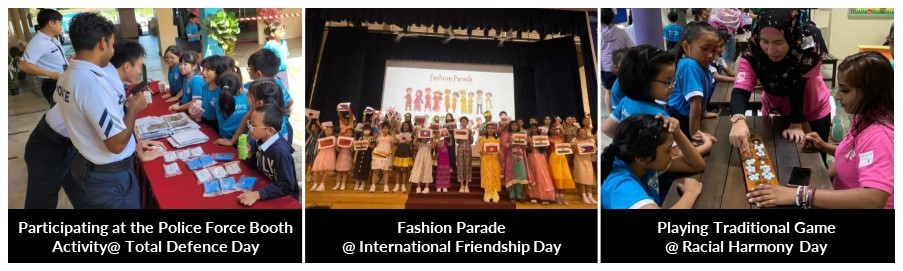 Fashion Parade
Participating at the Police Force Booth
Activity@ Total Defence Day
Fashion Parade
@ International Friendship Day
Playing Traditional Game
@ Racial Harmony Day